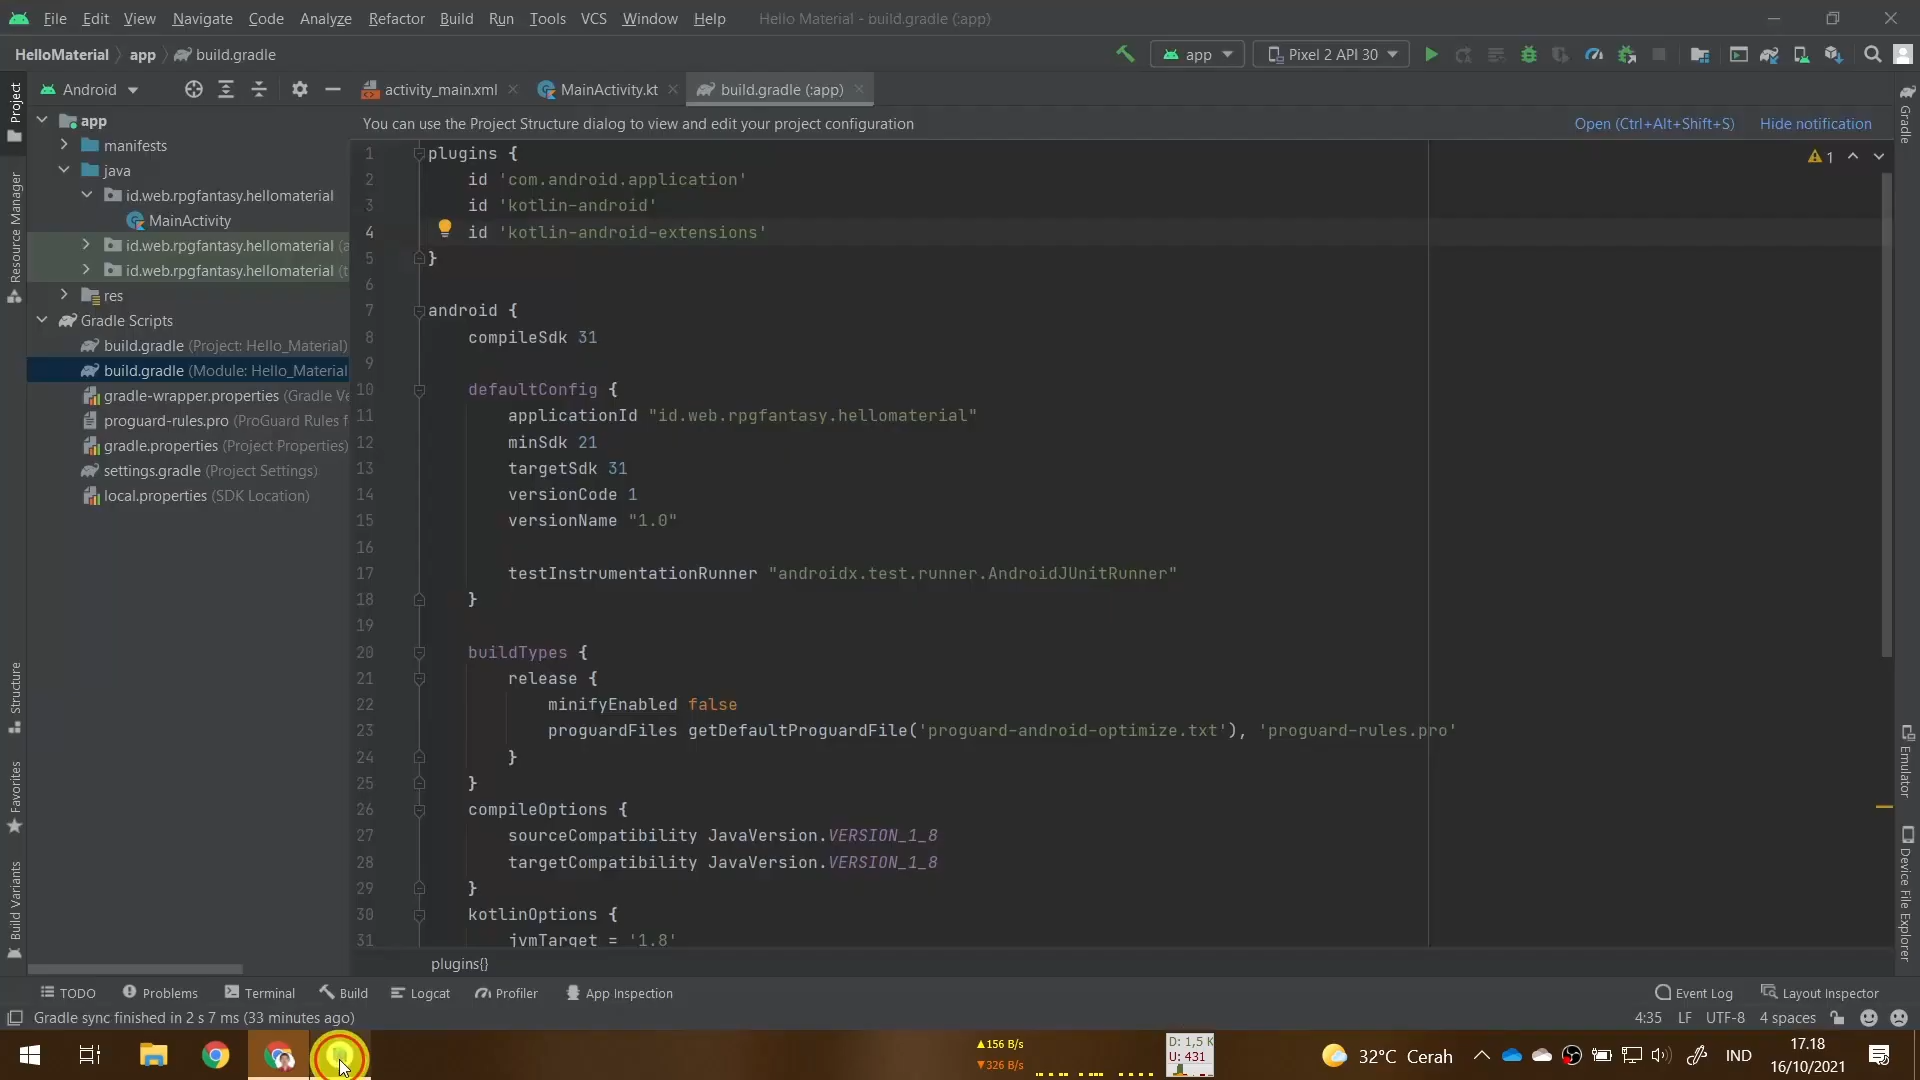 File Edit View Navigate Code Analyze Refactor Build Run Tools VCS Window Help Hello Material - build.gradle (:app)
HelloMaterial app build.gradle
app Pixel 2 API 30
Android
activity_main.xml MainActivity.kt build.gradle (:app)
You can use the Project Structure dialog to view and edit your project configuration Open (Ctrl+Alt+Shift+S) Hide notification
Project
Resource Manager
Structure
Favorites
Build Variants
app
manifests
java
id.web.rpgfantasy.hellomaterial
MainActivity
id.web.rpgfantasy.hellomaterial (a
id.web.rpgfantasy.hellomaterial (t
res
Gradle Scripts
build.gradle (Project: Hello_Material)
build.gradle (Module: Hello_Material
gradle-wrapper.properties (Gradle Ve
proguard-rules.pro (ProGuard Rules f
gradle.properties (Project Properties)
settings.gradle (Project Settings)
local.properties (SDK Location)
1 plugins {
2 id 'com.android.application'
3 id 'kotlin-android'
4 id 'kotlin-android-extensions'
5 }
6
7 android {
8 compileSdk 31
9
10 defaultConfig {
11 applicationId "id.web.rpgfantasy.hellomaterial"
12 minSdk 21
13 targetSdk 31
14 versionCode 1
15 versionName "1.0"
16
17 testInstrumentationRunner "androidx.test.runner.AndroidJUnitRunner"
18 }
19
20 buildTypes {
21 release {
22 minifyEnabled false
23 proguardFiles getDefaultProguardFile('proguard-android-optimize.txt'), 'proguard-rules.pro'
24 }
25 }
26 compileOptions {
27 sourceCompatibility JavaVersion.VERSION_1_8
28 targetCompatibility JavaVersion.VERSION_1_8
29 }
30 kotlinOptions {
31 jvmTarget = '1.8'
1
Gradle
Emulator
Device File Explorer
plugins{}
TODO Problems Terminal Build Logcat Profiler App Inspection Event Log Layout Inspector
Gradle sync finished in 2 s 7 ms (33 minutes ago) 4:35 LF UTF-8 4 spaces
▲156 B/s
▼326 B/s
D: 1,5 K
U: 431
32°C Cerah
IND
17.18
16/10/2021